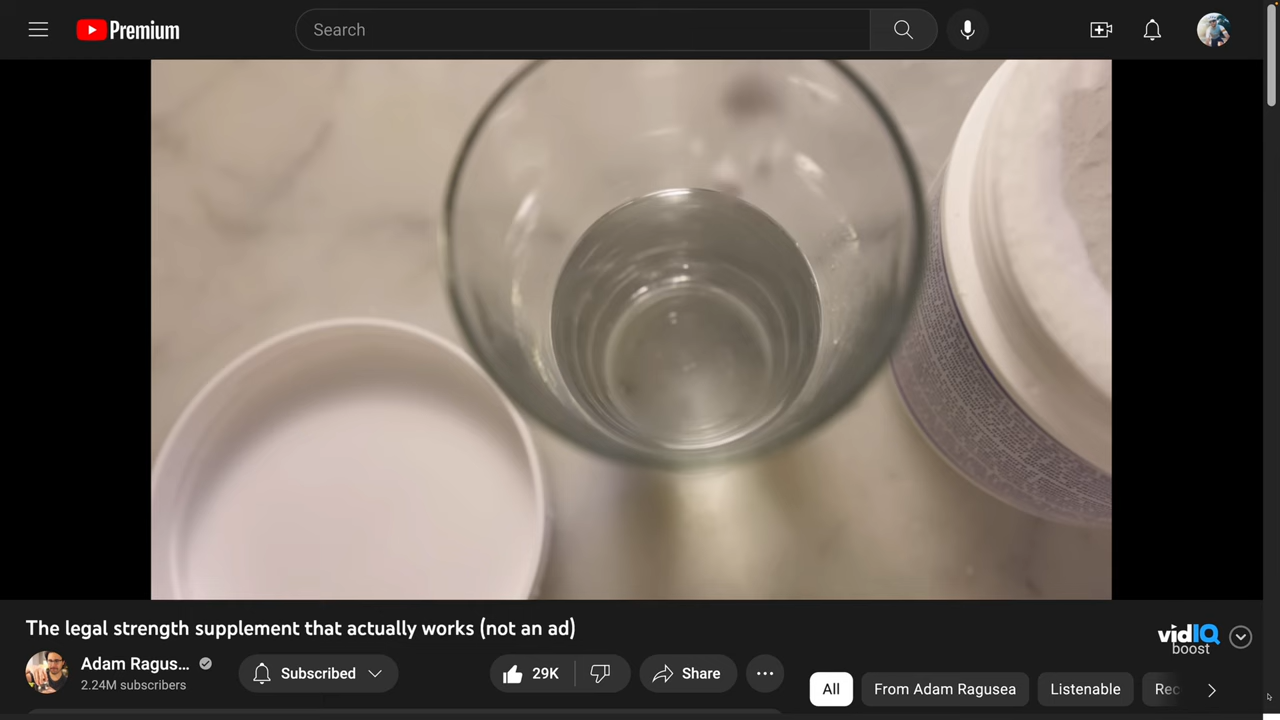 Premium
Search
The legal strength supplement that actually works (not an ad)
vidIQ
boost
Adam Ragus...
2.24M subscribers
Subscribed
29K
Share
All
From Adam Ragusea
Listenable
Rec